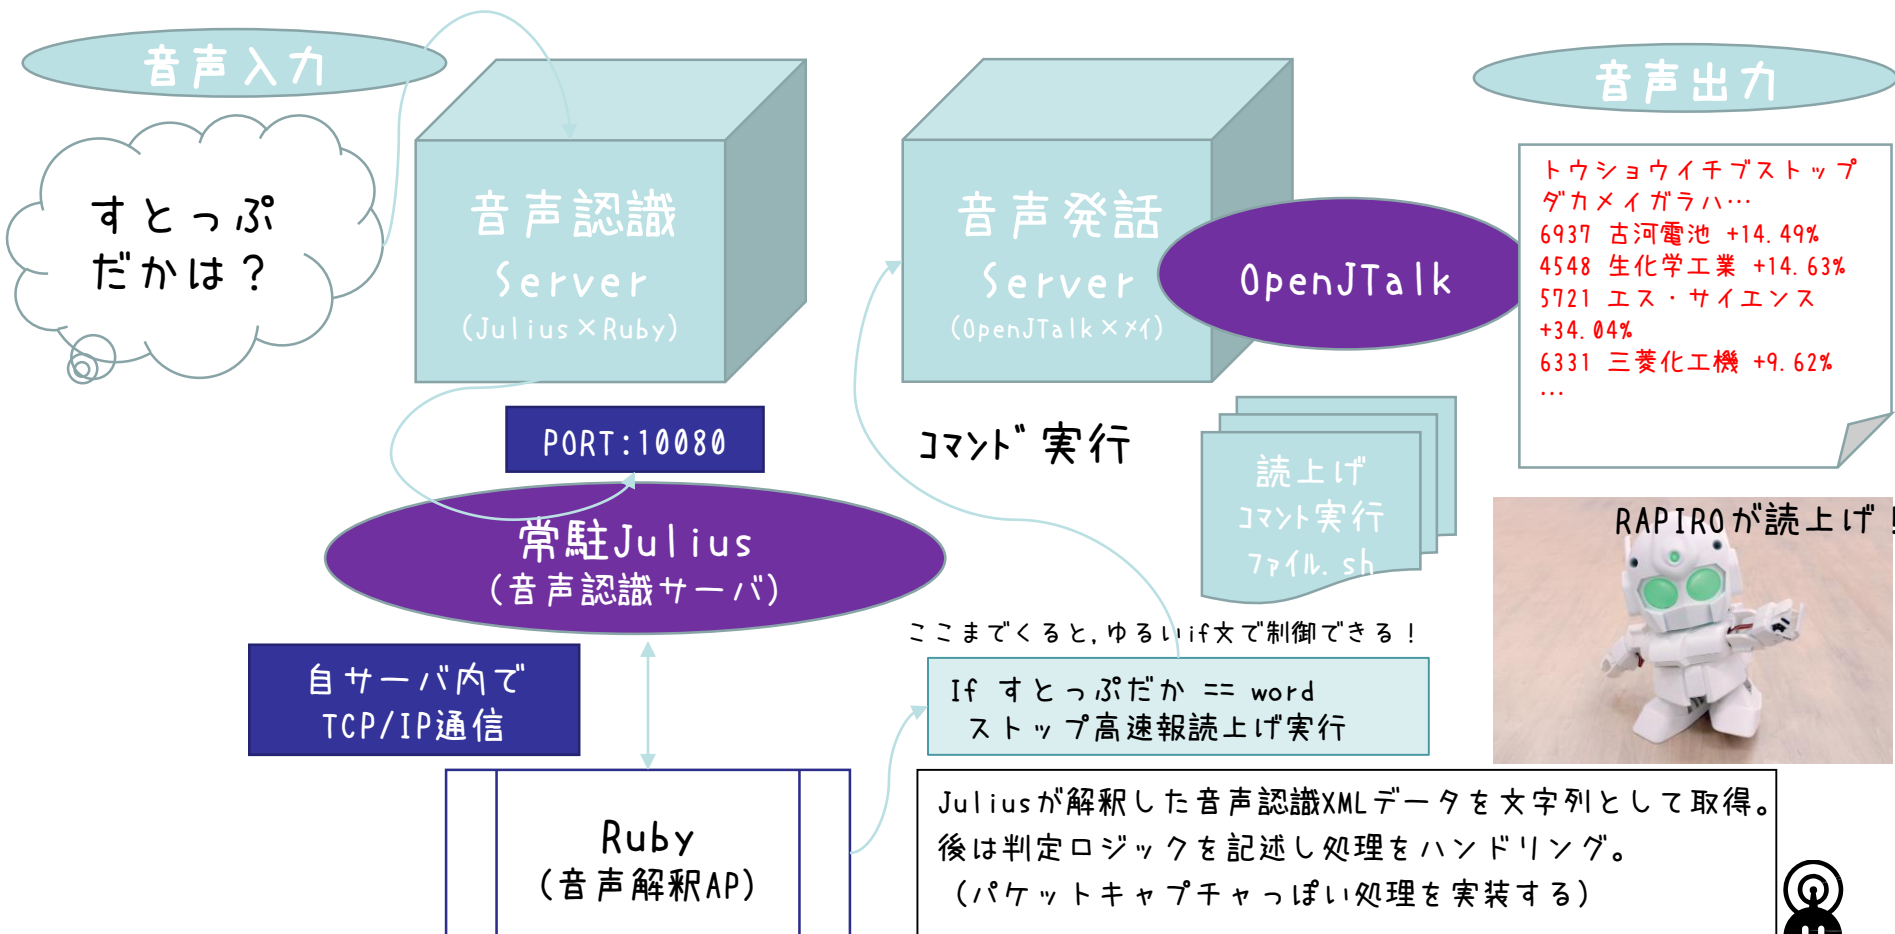 音声入力
すとっぷ
だかは？
音声認識
Server
(Julius×Ruby)
音声発話
Server
(OpenJTalk×メイ)
OpenJTalk
音声出力
トウショウイチブストップ
ダカメイガラハ…
6937 古河電池 +14.49%
4548 生化学工業 +14.63%
5721 エス・サイエンス
+34.04%
6331 三菱化工機 +9.62%
…
PORT:10080
常駐Julius
(音声認識サーバ)
コマンド実行
読上げ
コマンド実行
ファイル.sh
RAPIROが読上げ！
自サーバ内で
TCP/IP通信
ここまでくると,ゆるいif文で制御できる！
If すとっぷだか == word
ストップ高速報読上げ実行
Ruby
(音声解釈AP)
Juliusが解釈した音声認識XMLデータを文字列として取得。
後は判定ロジックを記述し処理をハンドリング。
(パケットキャプチャっぽい処理を実装する)